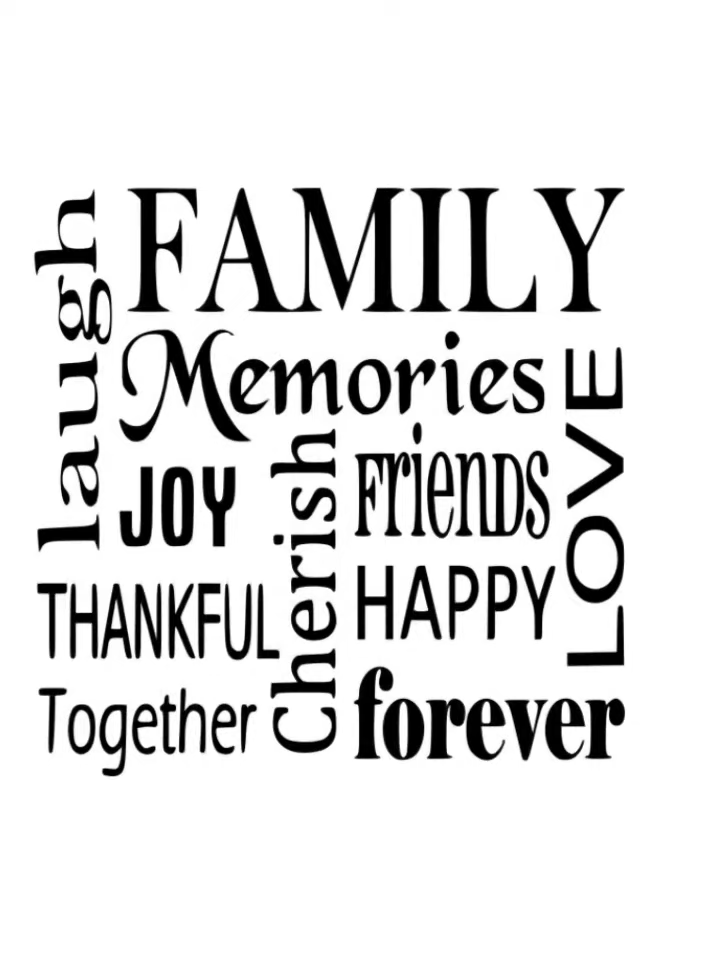 laugh
FAMILY
Memories
LOVE
JOY
Cherish
FrienDs
THANKFUL
HAPPY
Together
forever